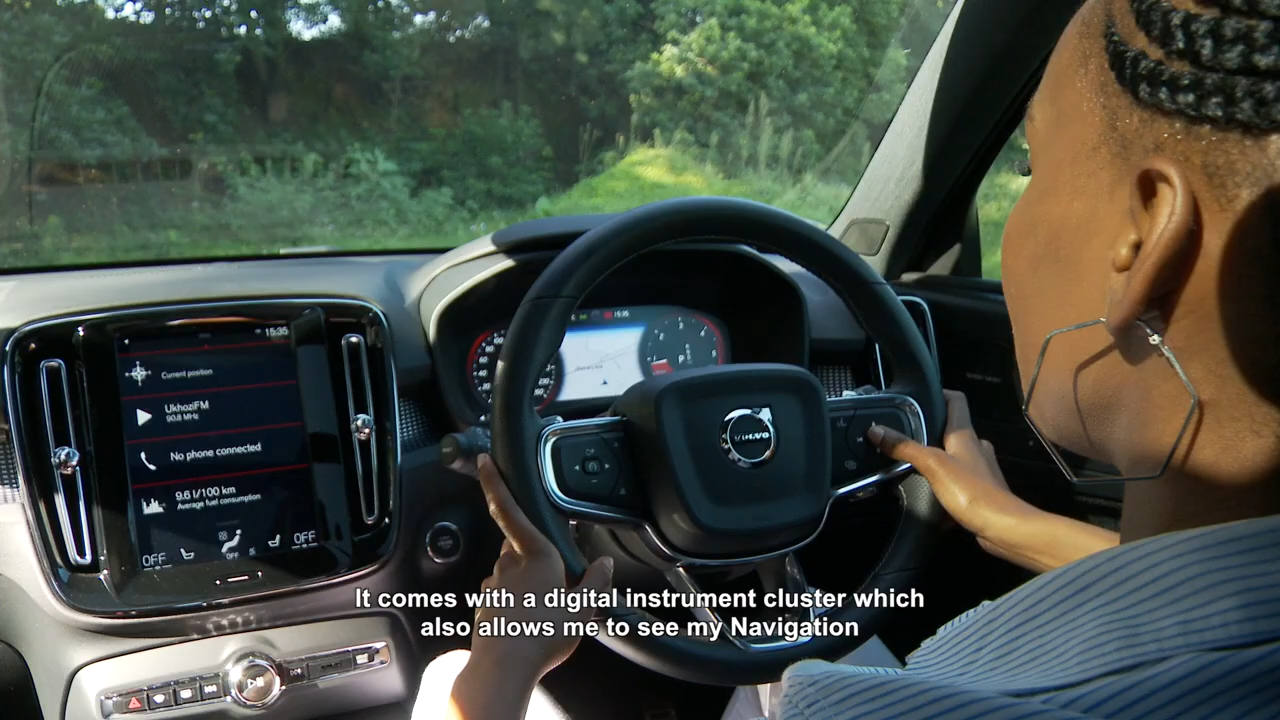 15:35
Current position
UkhoziFM
90.8 MHz
No phone connected
9.6 l/100 km
Average fuel consumption
OFF
OFF
OFF
15:35
P
VOLVO
It comes with a digital instrument cluster which
also allows me to see my Navigation